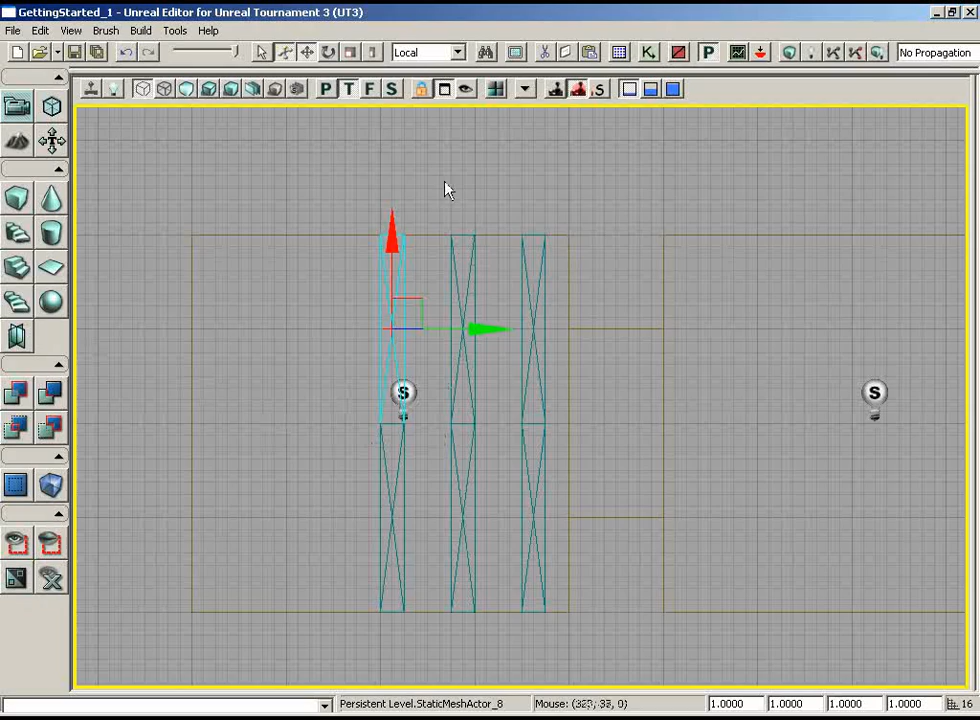 GettingStarted_1 - Unreal Editor for Unreal Tournament 3 (UT3)
File Edit View Brush Build Tools Help
Local No Propagation
P T F S
S S
Persistent Level.StaticMeshActor_8 1.0000 1.0000 1.0000 1.0000 16